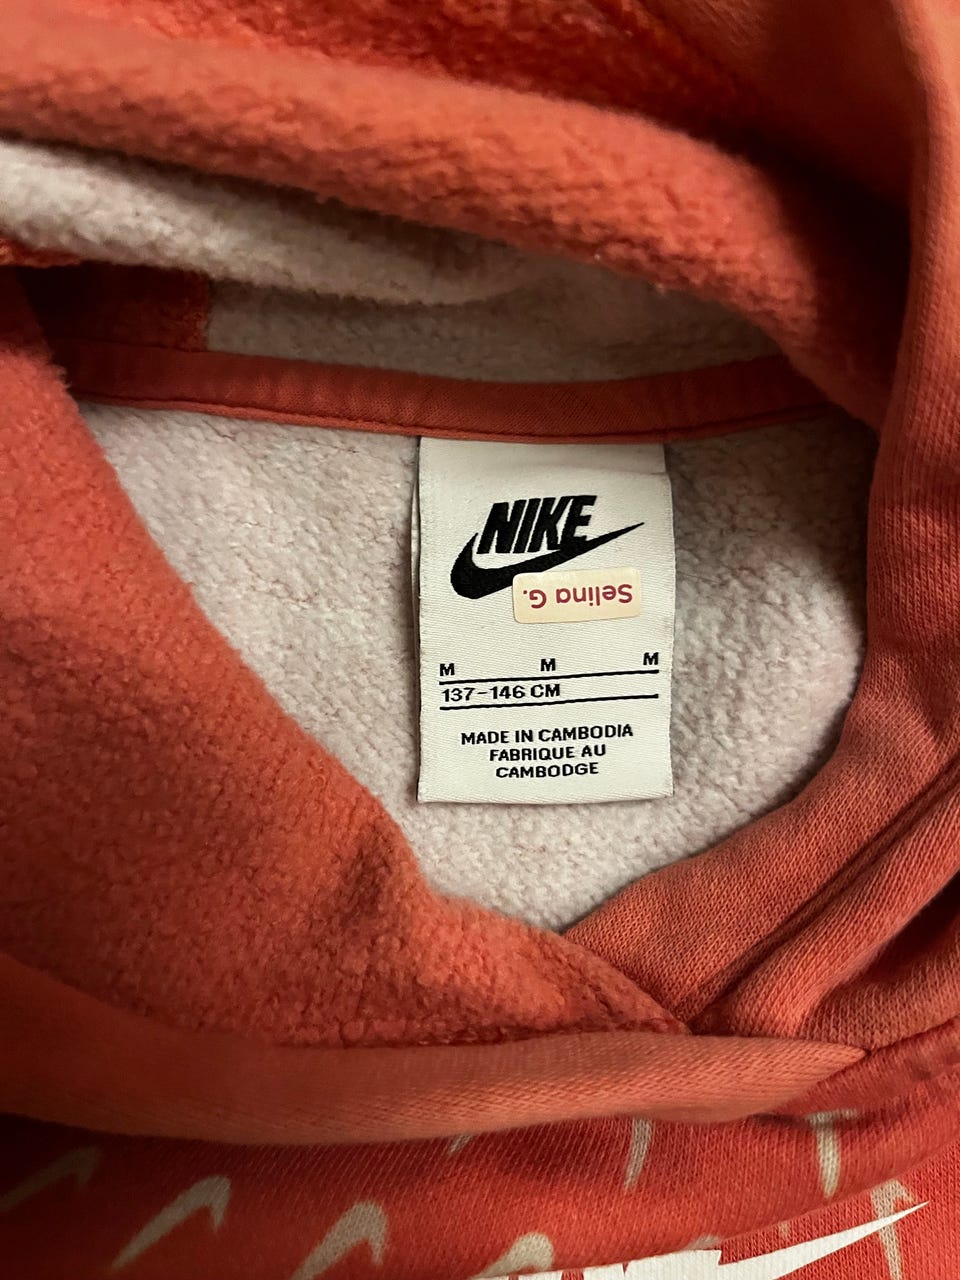 NIKE
Selina G.
M M M
137-146 CM
MADE IN CAMBODIA
FABRIQUE AU
CAMBODGE